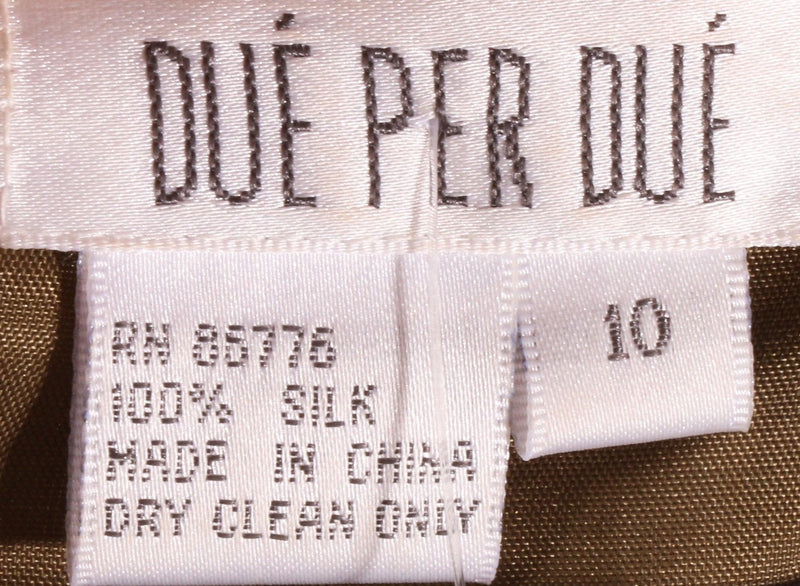 DUÉ PER DUÉ
RN 85776
100% SILK
MADE IN CHINA
DRY CLEAN ONLY
10